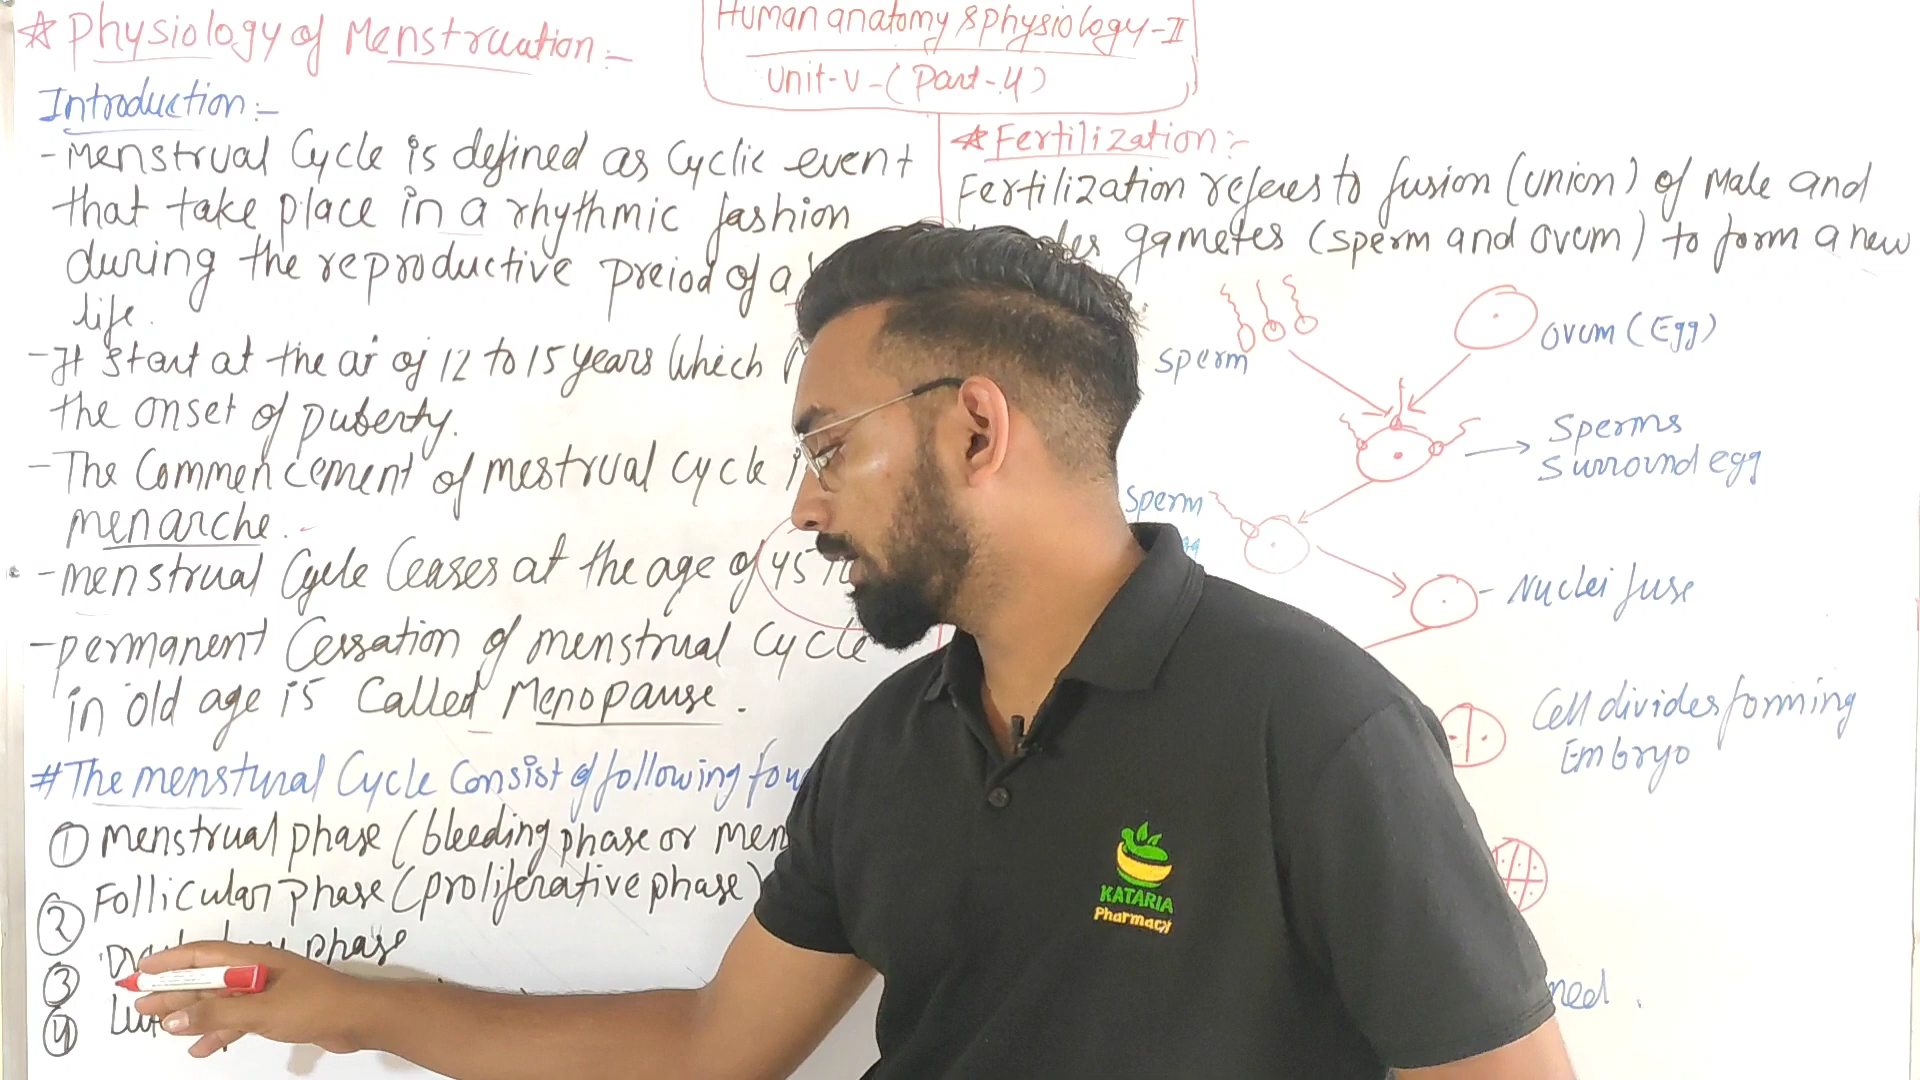 Human anatomy & physiology-II
Unit-V-(Part-4)
☆ Physiology of Menstruation:-
Introduction:-
-Menstrual Cycle is defined as Cyclic event
that take place in a rhythmic fashion
during the reproductive preiod of a
life.
-It start at the ar of 12 to 15 years Which
the onset of puberty.
-The Commencement of mestrual cycle
menarche.
-menstrual Cycle Ceases at the age of 45
-permanent Cessation of menstrual Cycle
in old age is Called Menopause.
#The menstural Cycle Consist of following
① menstrual phase (bleeding phase or
② Follicular phase (proliferative phase)
③ phase
④
☆ Fertilization:-
Fertilization referes to fusion (union) of Male and
gametes (sperm and ovum) to form a new
Sperm
Ovum (Egg)
Sperms
Surround egg
Sperm
- Nuclei fuse
Cell divides forming
Embryo
KATARIA
Pharmacy